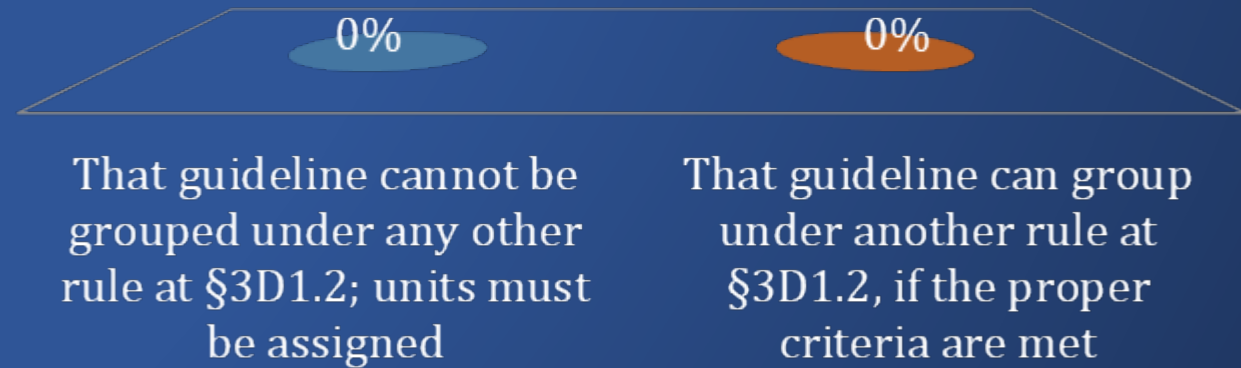 0%
0%
That guideline cannot be
grouped under any other
rule at §3D1.2; units must
be assigned
That guideline can group
under another rule at
§3D1.2, if the proper
criteria are met